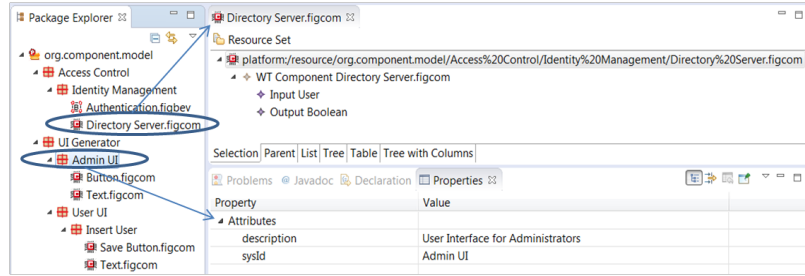 Package Explorer
org.component.model
Access Control
Identity Management
Authentication.figbev
Directory Server.figcom
UI Generator
Admin UI
Button.figcom
Text.figcom
User UI
Insert User
Save Button.figcom
Text.figcom
Directory Server.figcom
Resource Set
platform:/resource/org.component.model/Access%20Control/Identity%20Management/Directory%20Server.figcom
WT Component Directory Server.figcom
Input User
Output Boolean
Selection Parent List Tree Table Tree with Columns
Problems @ Javadoc Declaration Properties
Property Value
Attributes
description User Interface for Administrators
sysId Admin UI